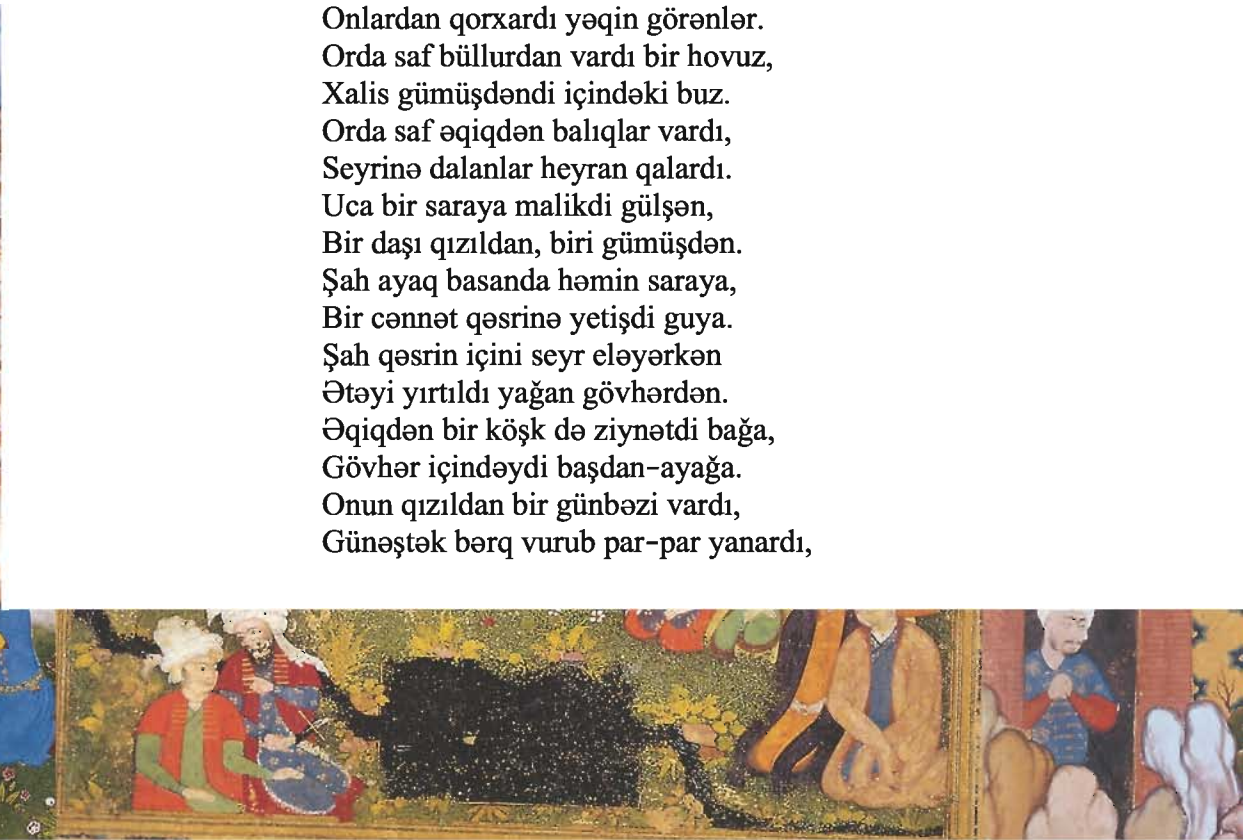 Onlardan qorxardı yəqin görənlər.
Orda saf büllurdan vardı bir hovuz,
Xalis gümüşdəndi içindəki buz.
Orda saf əqiqdən balıqlar vardı,
Seyrinə dalanlar heyran qalardı.
Uca bir saraya malikdi gülşən,
Bir daşı qızıldan, biri gümüşdən.
Şah ayaq basanda həmin saraya,
Bir cənnət qəsrinə yetişdi guya.
Şah qəsrin içini seyr eləyərkən
Ətəyi yırtıldı yağan gövhərdən.
Əqiqdən bir köşk də ziynətdi bağa,
Gövhər içindəydi başdan-ayağa.
Onun qızıldan bir günbəzi vardı,
Günəştək bərq vurub par-par yanardı,